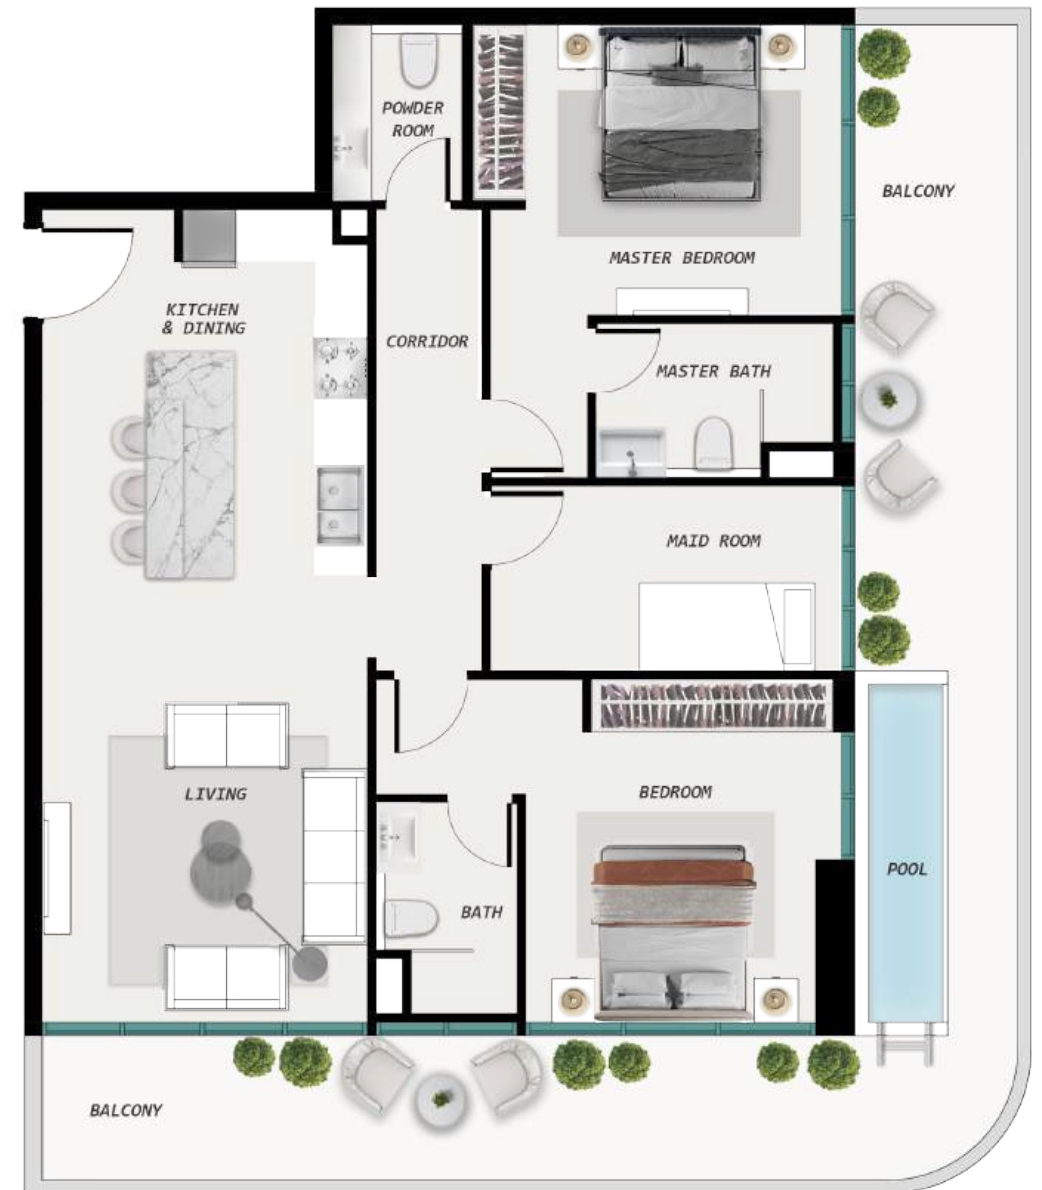 POWDER
ROOM
BALCONY
MASTER BEDROOM
KITCHEN
& DINING
CORRIDOR
MASTER BATH
MAID ROOM
LIVING
BEDROOM
POOL
BATH
BALCONY